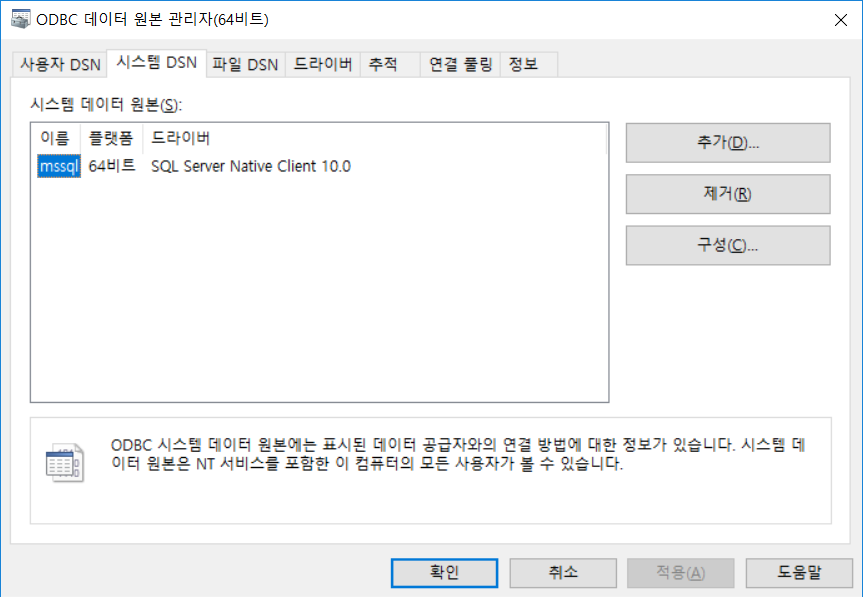 ODBC 데이터 원본 관리자(64비트)
사용자 DSN 시스템 DSN 파일 DSN 드라이버 추적 연결 풀링 정보
시스템 데이터 원본(S):
이름 플랫폼 드라이버
mssql 64비트 SQL Server Native Client 10.0
추가(D)...
제거(R)
구성(C)...
ODBC 시스템 데이터 원본에는 표시된 데이터 공급자와의 연결 방법에 대한 정보가 있습니다. 시스템 데
이터 원본은 NT 서비스를 포함한 이 컴퓨터의 모든 사용자가 볼 수 있습니다.
확인 취소 적용(A) 도움말